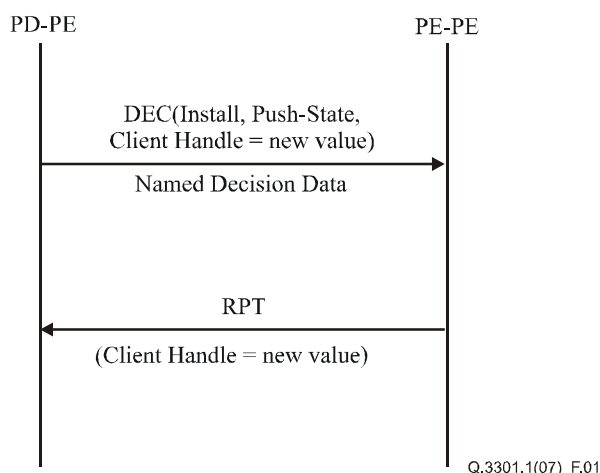 PD-PE
PE-PE
DEC(Install, Push-State,
Client Handle = new value)
Named Decision Data
RPT
(Client Handle = new value)
Q.3301.1(07)_F.01